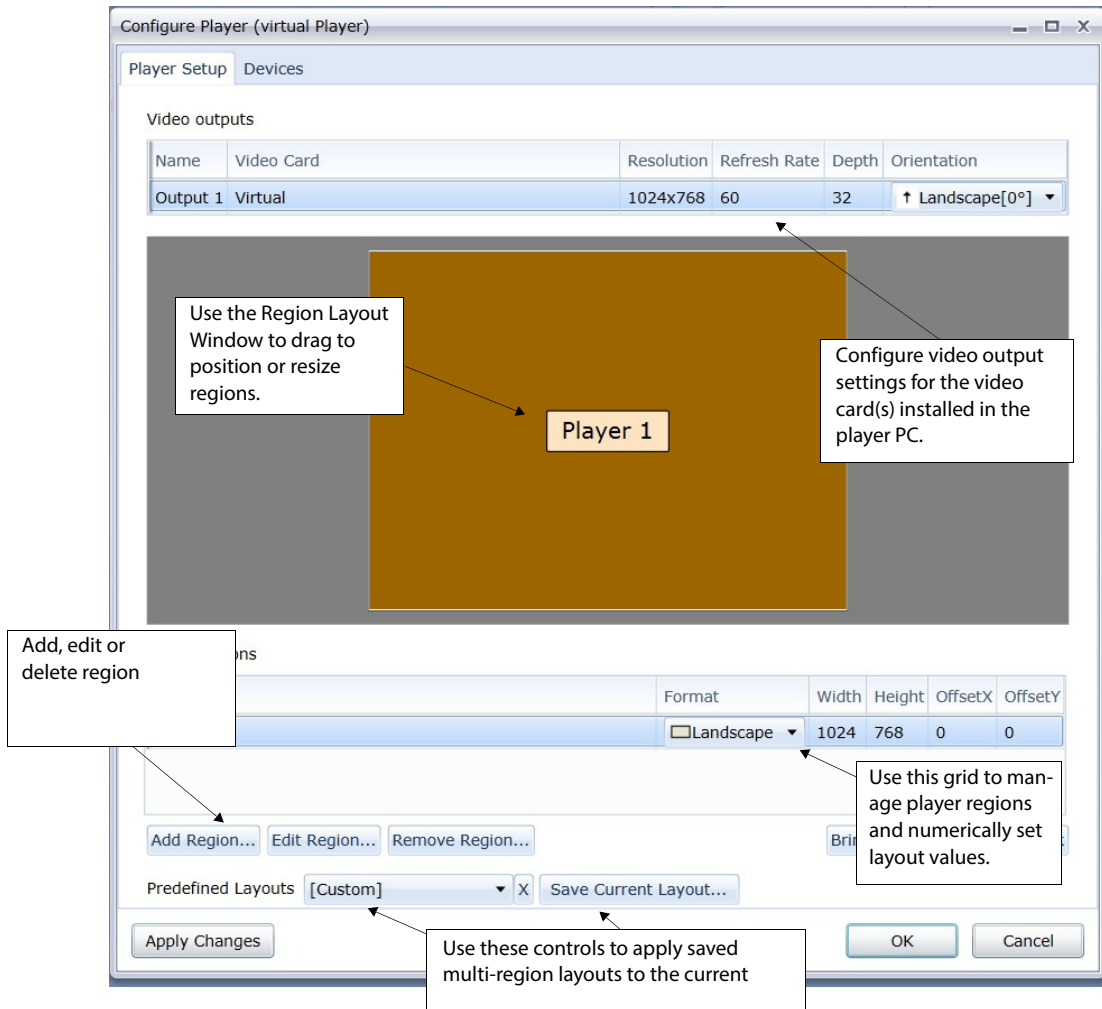 Configure Player (virtual Player)
Player Setup Devices
Video outputs
Name Video Card Resolution Refresh Rate Depth Orientation
Output 1 Virtual 1024x768 60 32 Landscape[0°]
Use the Region Layout
Window to drag to
position or resize
regions.
Configure video output
settings for the video
card(s) installed in the
player PC.
Player 1
Add, edit or
delete region
Format Width Height OffsetX OffsetY
Landscape 1024 768 0 0
Use this grid to man-
age player regions
and numerically set
layout values.
Add Region... Edit Region... Remove Region...
Predefined Layouts [Custom] X Save Current Layout...
Apply Changes OK Cancel
Use these controls to apply saved
multi-region layouts to the current